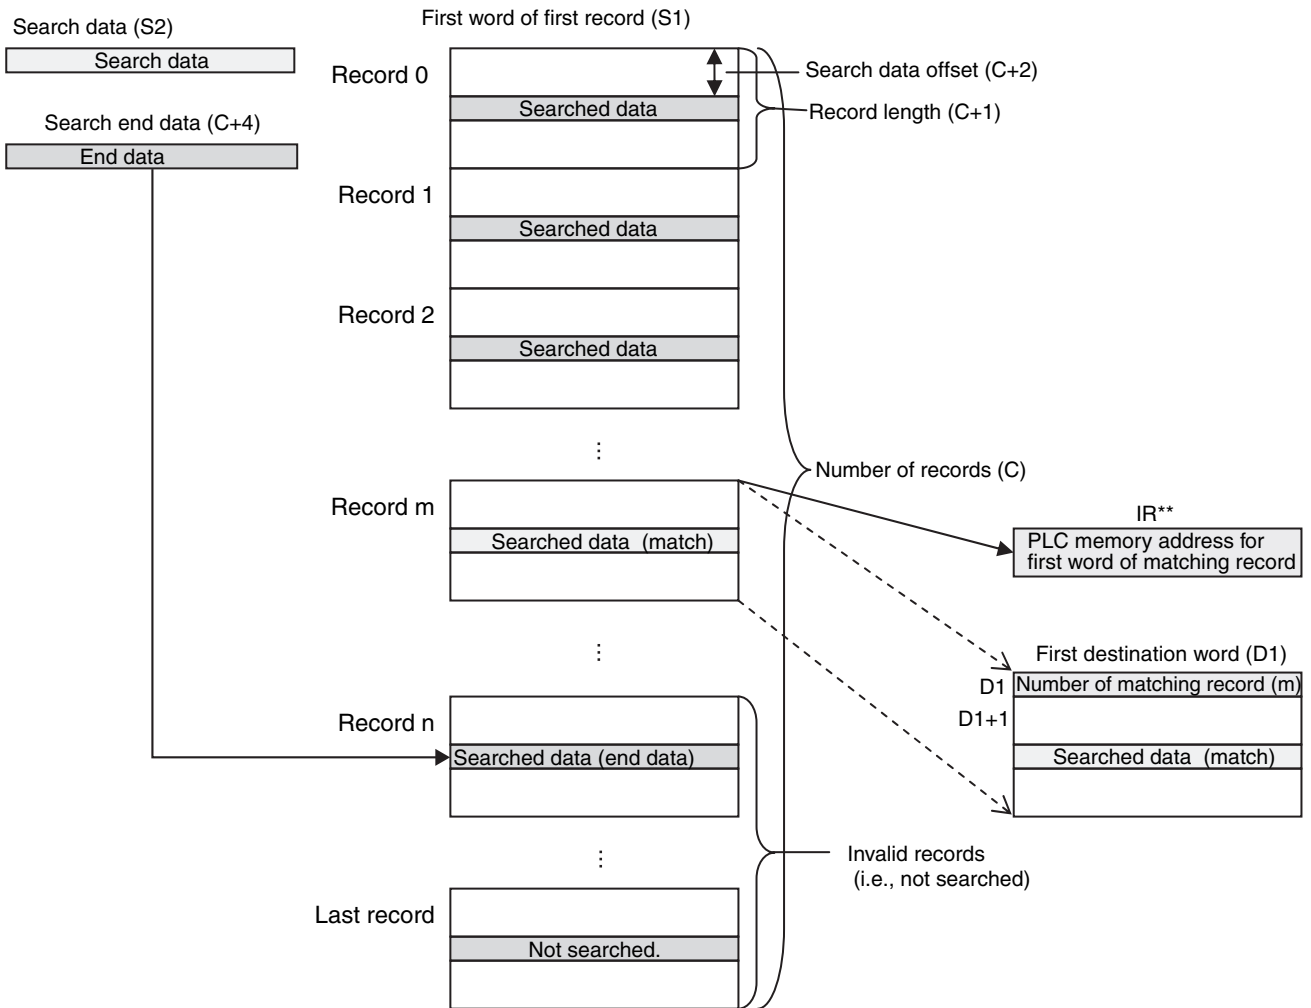 First word of first record (S1)
Search data (S2)
Search data
Record 0
Search data offset (C+2)
Searched data
Record length (C+1)
Search end data (C+4)
End data
Record 1
Searched data
Record 2
Searched data
⋮
Number of records (C)
Record m
Searched data (match)
IR**
PLC memory address for
first word of matching record
⋮
First destination word (D1)
D1
Number of matching record (m)
D1+1
Searched data (match)
Record n
Searched data (end data)
⋮
Invalid records
(i.e., not searched)
Last record
Not searched.